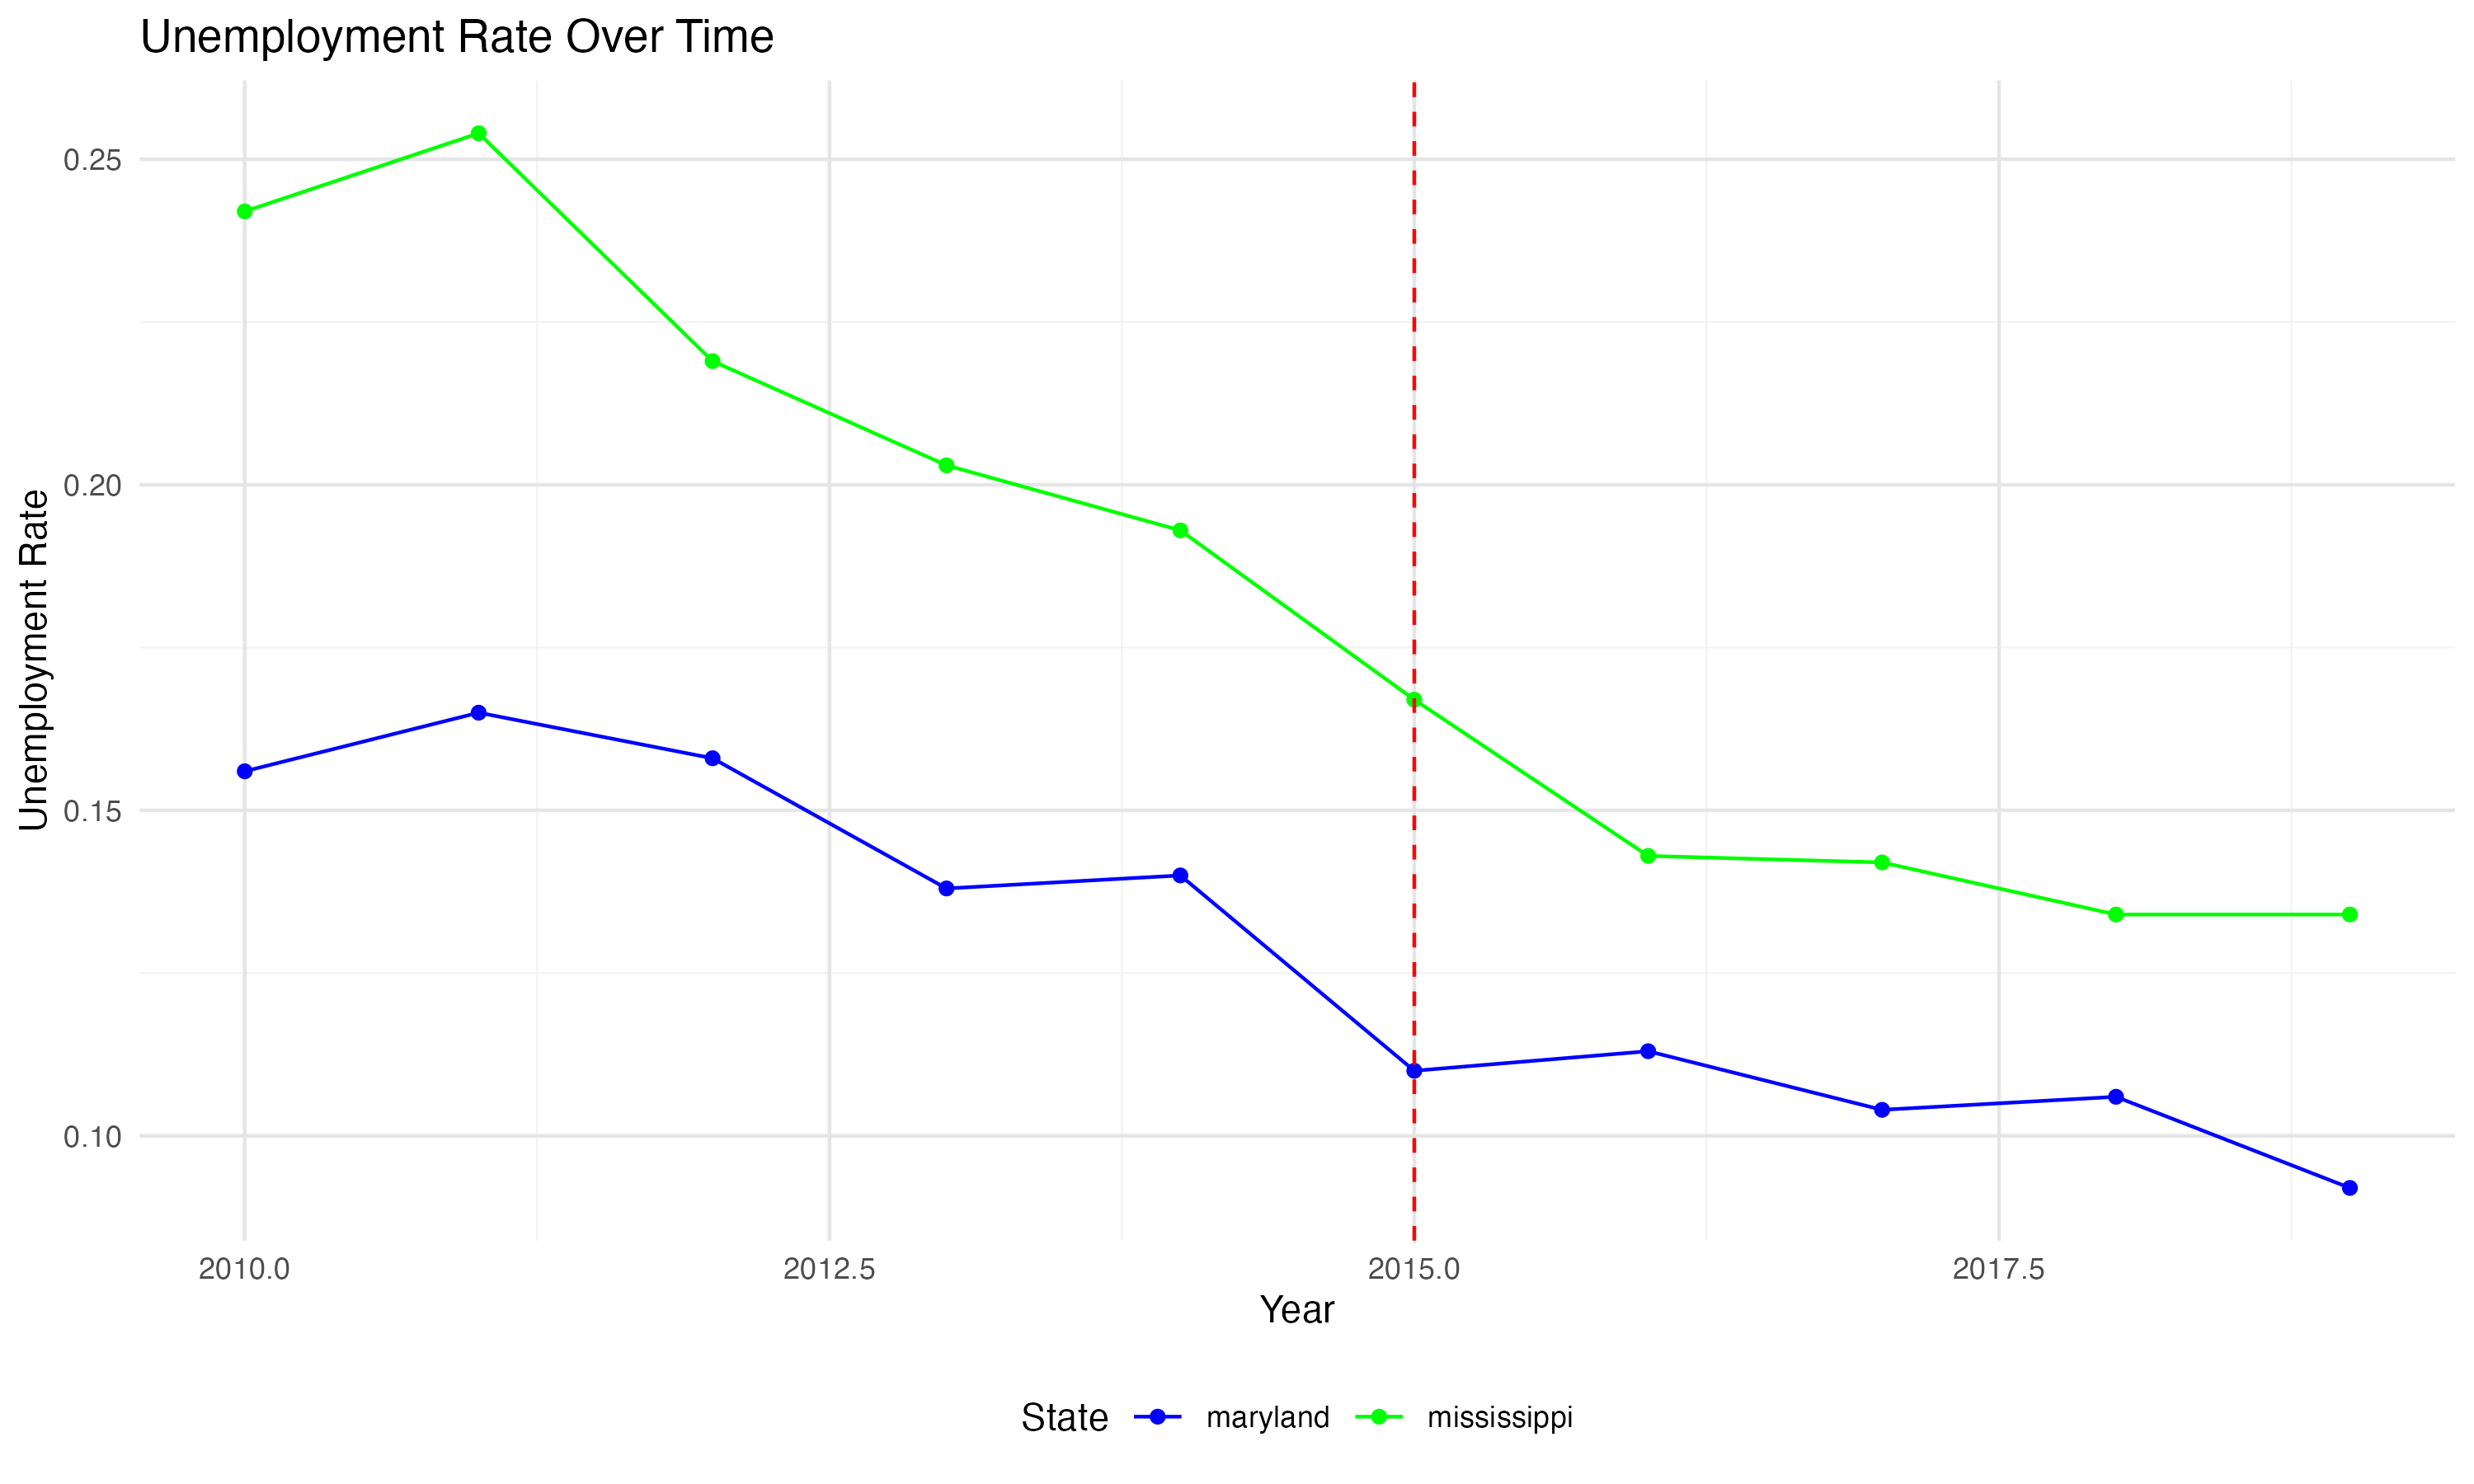 Unemployment Rate Over Time
Unemployment Rate
0.25
0.20
0.15
0.10
2010.0 2012.5 2015.0 2017.5
Year
State maryland mississippi